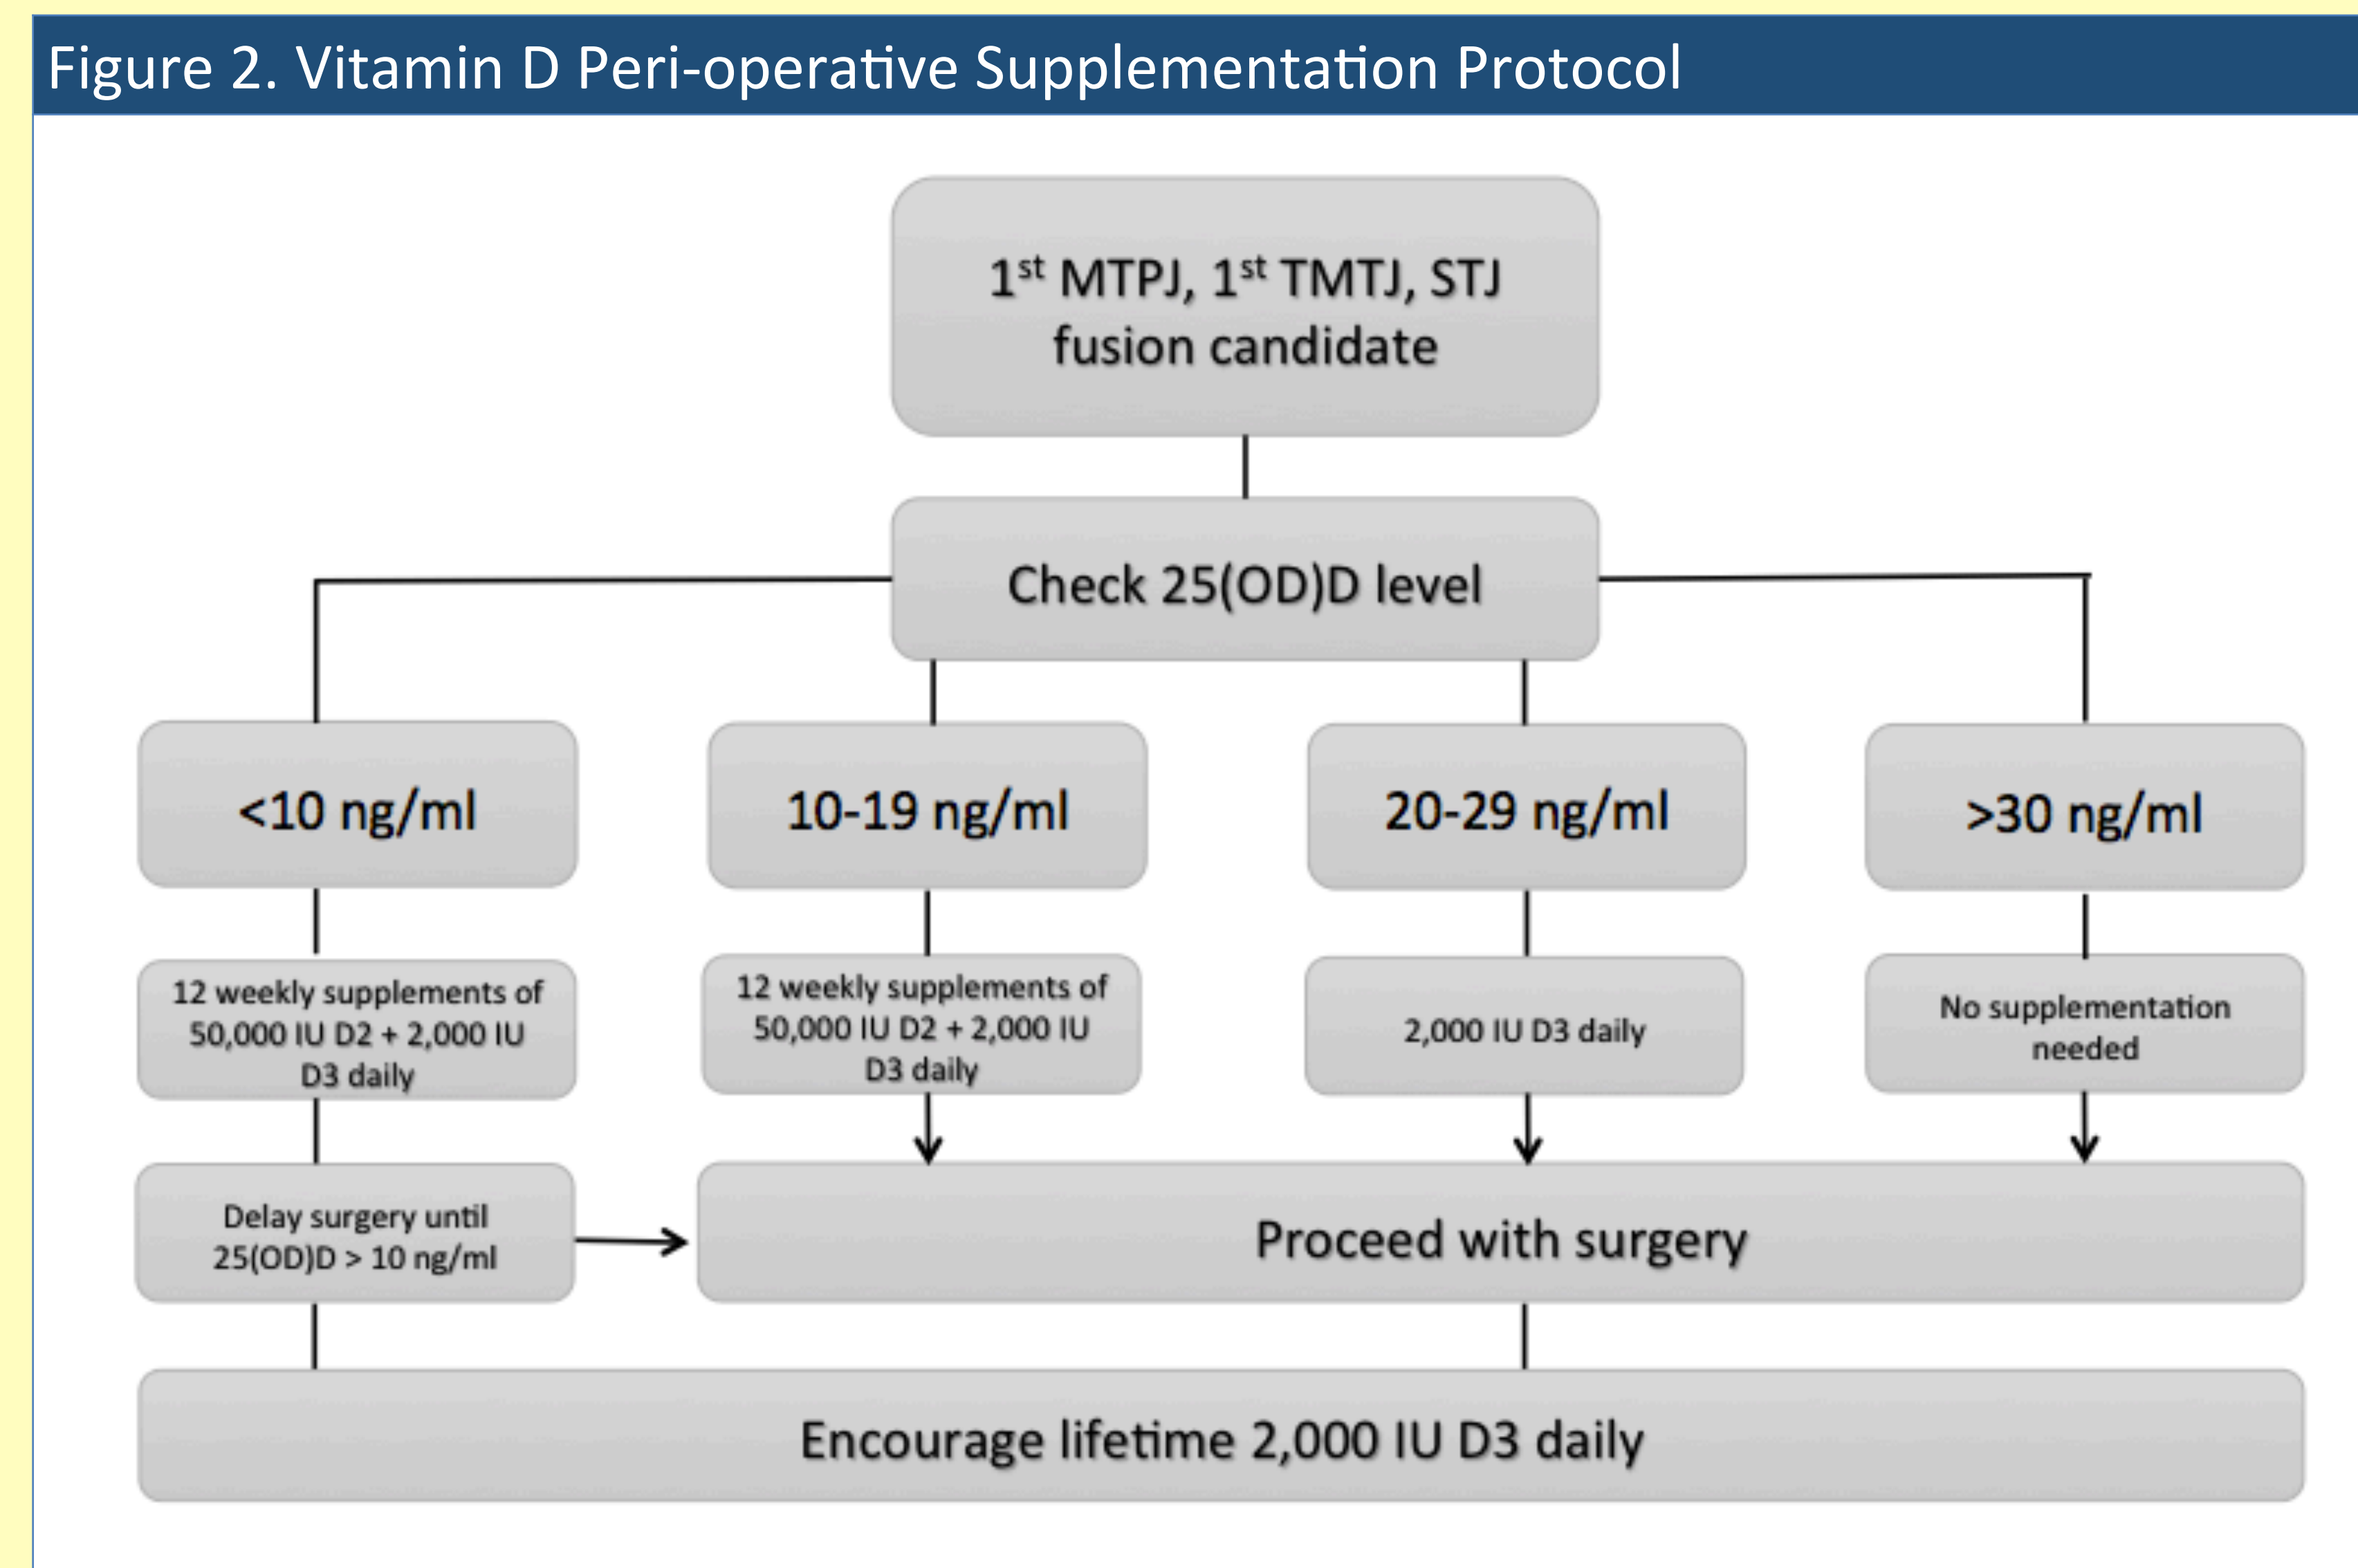 Figure 2. Vitamin D Peri-operative Supplementation Protocol
1st MTPJ, 1st TMTJ, STJ
fusion candidate
Check 25(OD)D level
<10 ng/ml
10-19 ng/ml
20-29 ng/ml
>30 ng/ml
12 weekly supplements of
50,000 IU D2 + 2,000 IU
D3 daily
12 weekly supplements of
50,000 IU D2 + 2,000 IU
D3 daily
2,000 IU D3 daily
No supplementation
needed
Delay surgery until
25(OD)D > 10 ng/ml
Proceed with surgery
Encourage lifetime 2,000 IU D3 daily